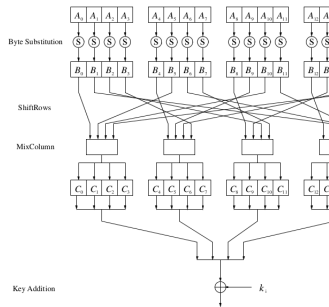 A₀ A₁ A₂ A₃ A₄ A₅ A₆ A₇ A₈ A₉ A₁₀ A₁₁ A₁₂
Byte Substitution S S S S S S S S S S S S S S
B₀ B₁ B₂ B₃ B₄ B₅ B₆ B₇ B₈ B₉ B₁₀ B₁₁ B₁₂
ShiftRows
MixColumn
C₀ C₁ C₂ C₃ C₄ C₅ C₆ C₇ C₈ C₉ C₁₀ C₁₁ C₁₂
Key Addition kᵢ